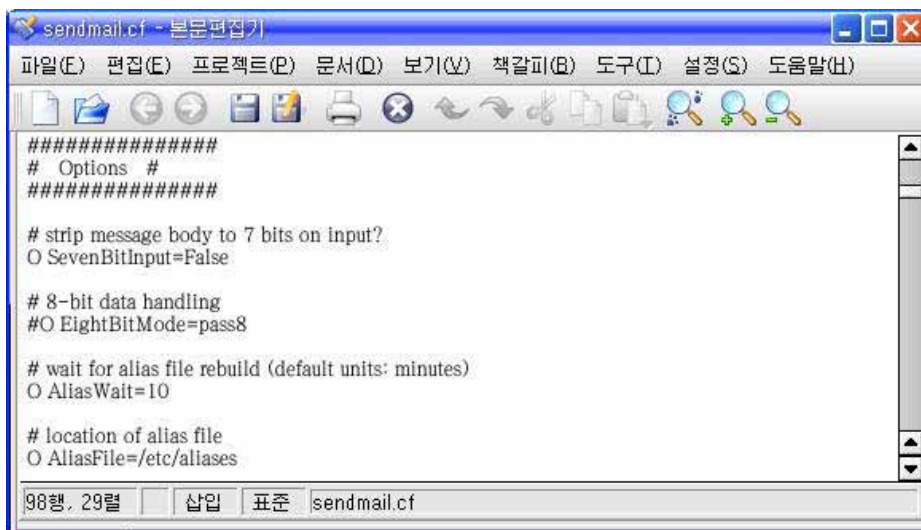 sendmail.cf - 본문편집기
파일(F) 편집(E) 프로젝트(P) 문서(D) 보기(V) 책갈피(B) 도구(T) 설정(S) 도움말(H)
###############
#   Options   #
###############
# strip message body to 7 bits on input?
O SevenBitInput=False
# 8-bit data handling
#O EightBitMode=pass8
# wait for alias file rebuild (default units: minutes)
O AliasWait=10
# location of alias file
O AliasFile=/etc/aliases
98행, 29렬 삽입 표준 sendmail.cf